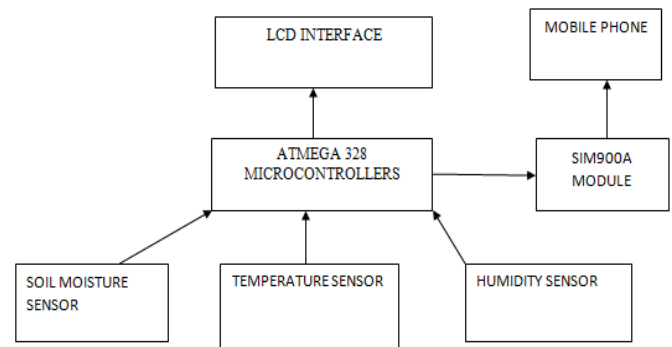 LCD INTERFACE
MOBILE PHONE
ATMEGA 328
MICROCONTROLLERS
SIM900A
MODULE
SOIL MOISTURE
SENSOR
TEMPERATURE SENSOR
HUMIDITY SENSOR